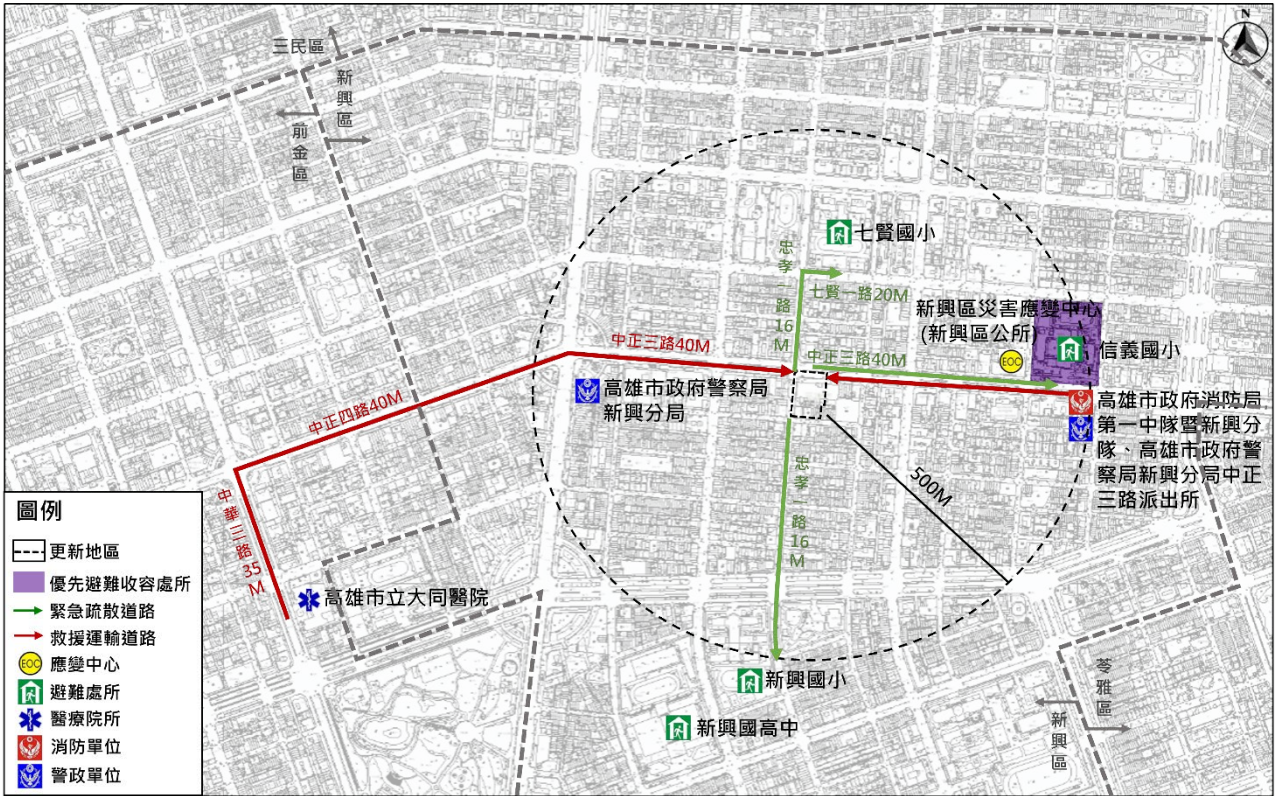 N
三民區
新興區
前金區
七賢國小
忠孝一路16M
七賢一路20M
新興區災害應變中心
(新興區公所)
EOC
信義國小
中正三路40M
中正三路40M
高雄市政府警察局
新興分局
高雄市政府消防局
第一中隊暨新興分
隊、高雄市政府警
察局新興分局中正
三路派出所
中正四路40M
忠孝一路16M
500M
中華三路35M
高雄市立大同醫院
新興國小
新興國高中
苓雅區
新興區
圖例
更新地區
優先避難收容處所
緊急疏散道路
救援運輸道路
EOC
應變中心
避難處所
醫療院所
消防單位
警政單位